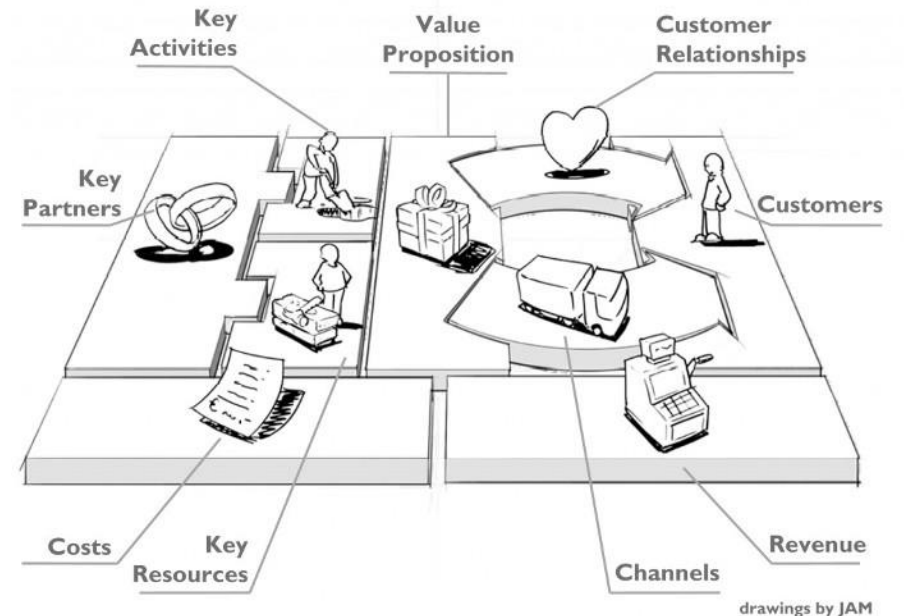 Key
Activities
Value
Proposition
Customer
Relationships
Key
Partners
Customers
Costs
Key
Resources
Channels
Revenue
drawings by JAM